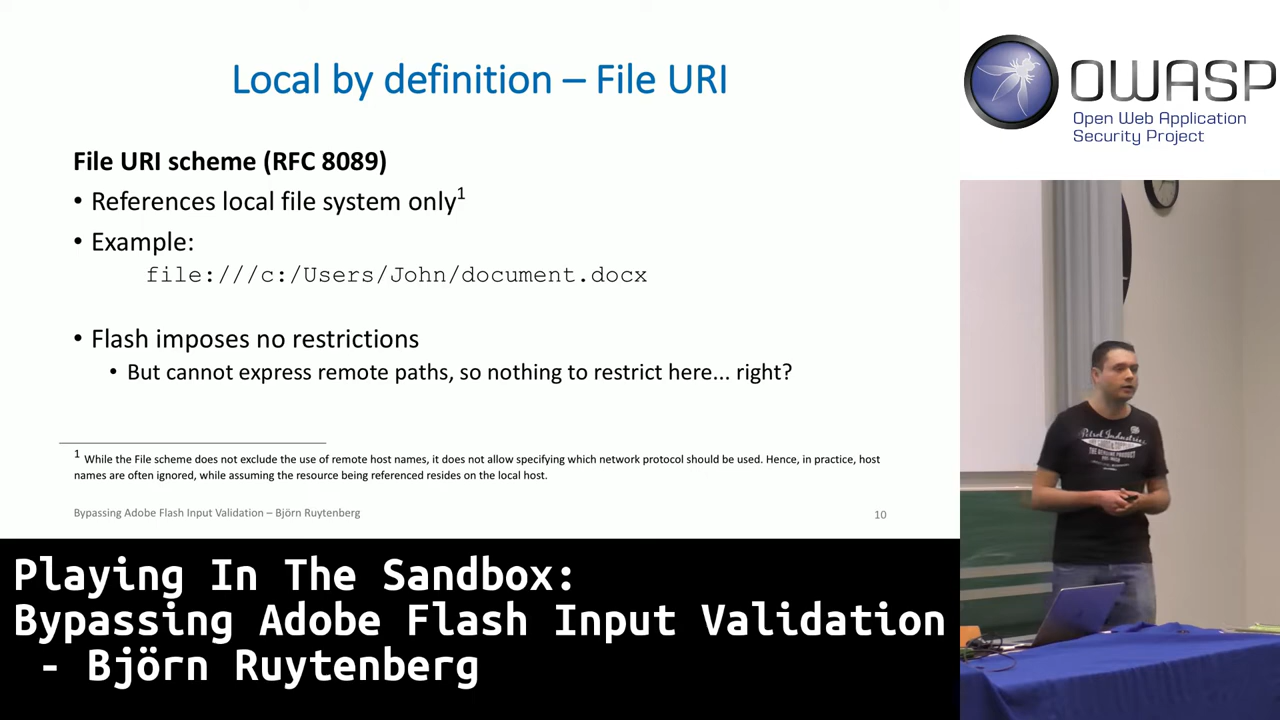 Local by definition – File URI
File URI scheme (RFC 8089)
• References local file system only1
• Example:
file:///c:/Users/John/document.docx
• Flash imposes no restrictions
• But cannot express remote paths, so nothing to restrict here... right?
1 While the File scheme does not exclude the use of remote host names, it does not allow specifying which network protocol should be used. Hence, in practice, host
names are often ignored, while assuming the resource being referenced resides on the local host.
Bypassing Adobe Flash Input Validation – Björn Ruytenberg
10
OWASP
Open Web Application
Security Project
Petrol Industries
Playing In The Sandbox:
Bypassing Adobe Flash Input Validation
- Björn Ruytenberg